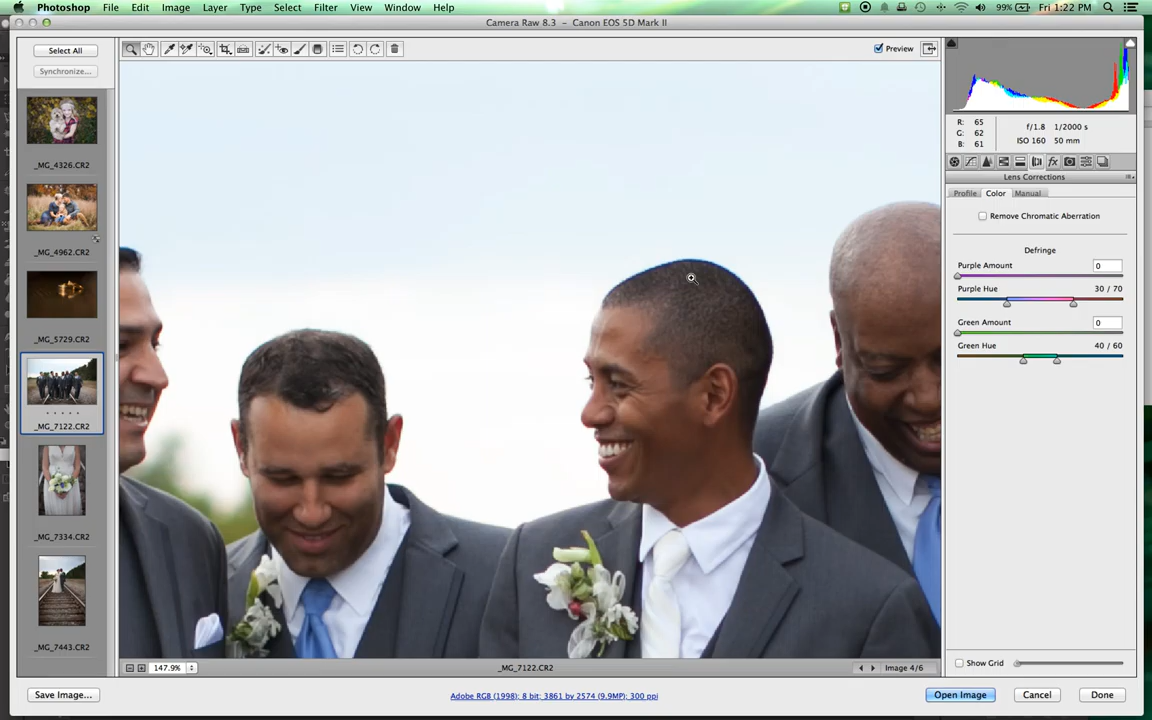 Photoshop File Edit Image Layer Type Select Filter View Window Help 99% Fri 1:22 PM
Camera Raw 8.3 - Canon EOS 5D Mark II
Select All
Synchronize...
Preview
_MG_4326.CR2
_MG_4962.CR2
_MG_5729.CR2
_MG_7122.CR2
_MG_7334.CR2
_MG_7443.CR2
R: 65
G: 62
B: 61
f/1.8 1/2000 s
ISO 160 50 mm
Lens Corrections
Profile Color Manual
Remove Chromatic Aberration
Defringe
Purple Amount 0
Purple Hue 30 / 70
Green Amount 0
Green Hue 40 / 60
Show Grid
147.9% _MG_7122.CR2 Image 4/6
Save Image... Adobe RGB (1998); 8 bit; 3861 by 2574 (9.9MP); 300 ppi Open Image Cancel Done